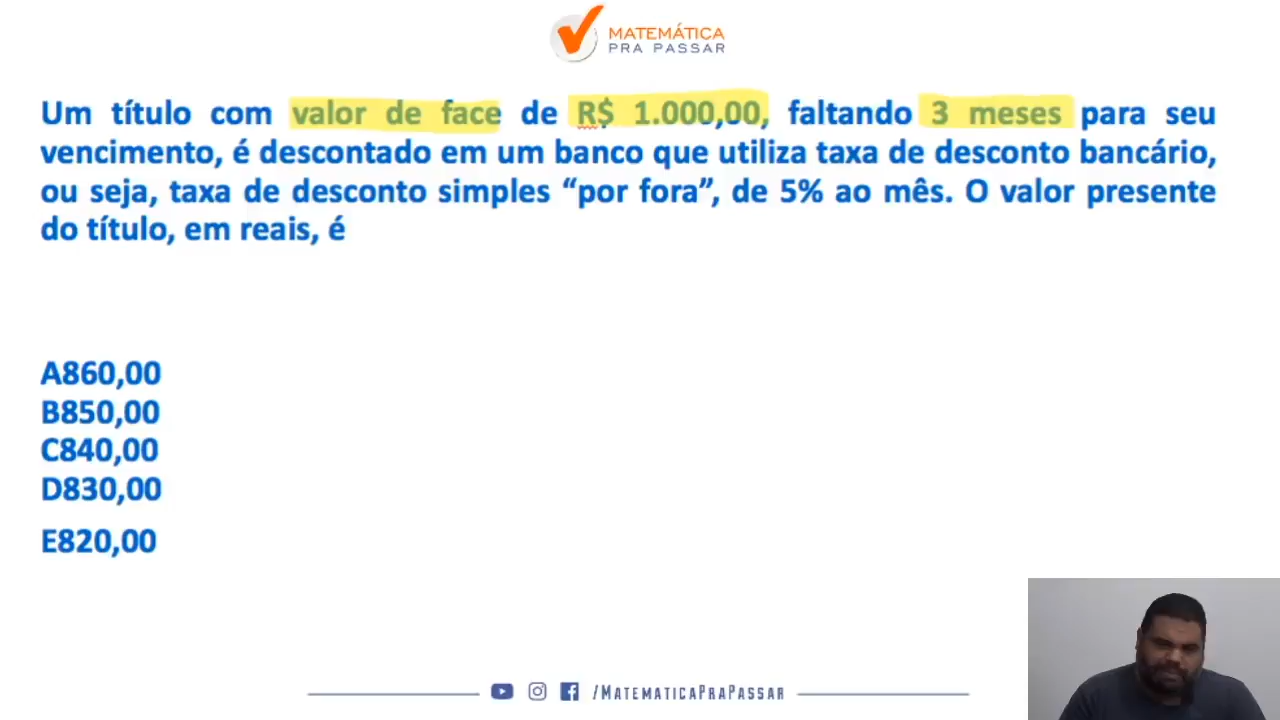 MATEMÁTICA
PRA PASSAR
Um título com valor de face de R$ 1.000,00, faltando 3 meses para seu
vencimento, é descontado em um banco que utiliza taxa de desconto bancário,
ou seja, taxa de desconto simples “por fora”, de 5% ao mês. O valor presente
do título, em reais, é
A860,00
B850,00
C840,00
D830,00
E820,00
/MATEMATICAPRAPASSAR